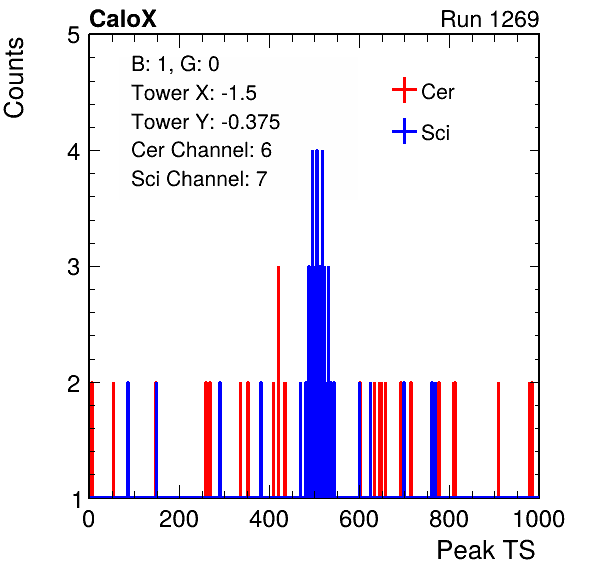 CaloX Run 1269
Counts
5
4
3
2
1
B: 1, G: 0
Tower X: -1.5
Tower Y: -0.375
Cer Channel: 6
Sci Channel: 7
Cer
Sci
0 200 400 600 800 1000
Peak TS